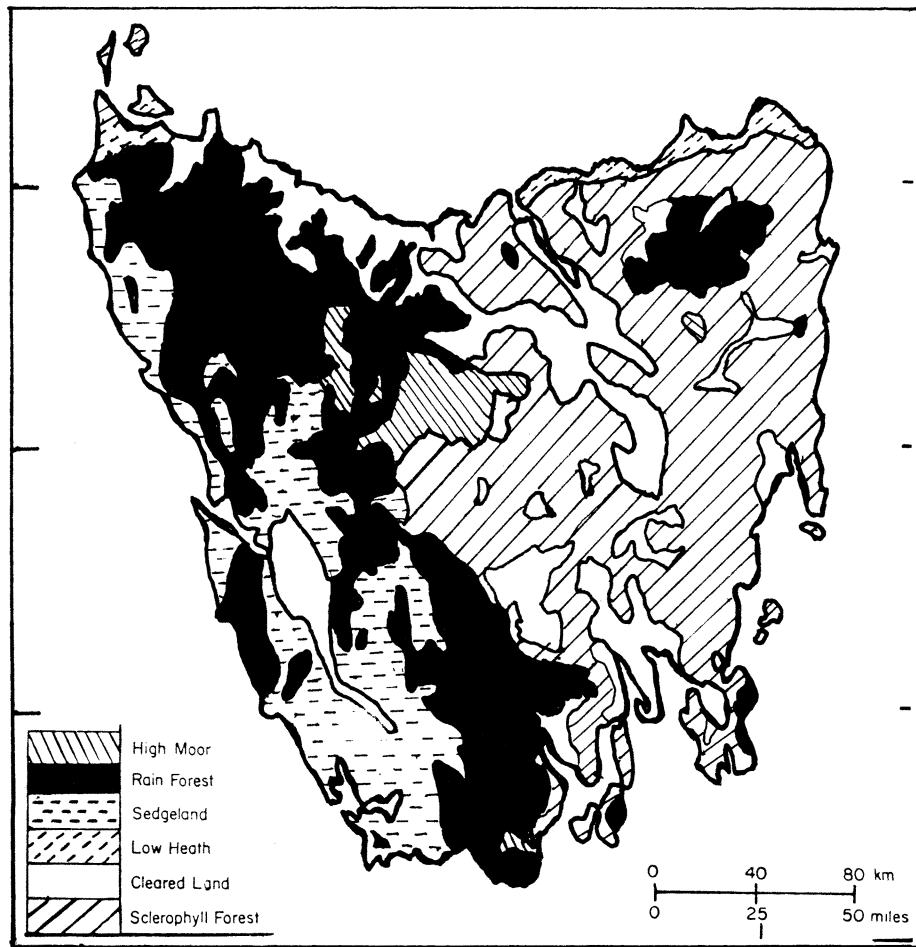 High Moor
Rain Forest
Sedgeland
Low Heath
Cleared Land
Sclerophyll Forest
0 40 80 km
0 25 50 miles